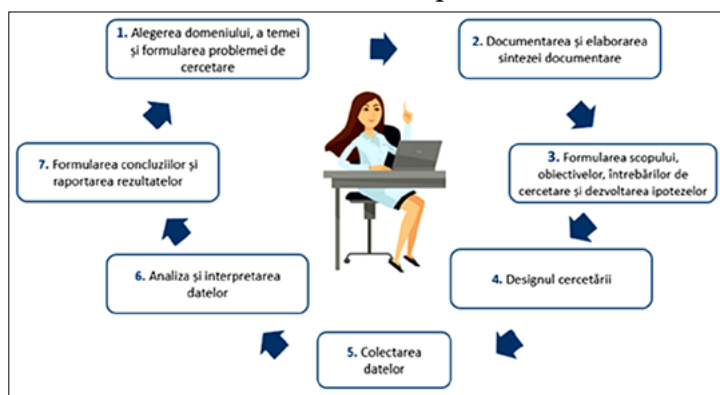 1. Alegerea domeniului, a temei
și formularea problemei de
cercetare
2. Documentarea și elaborarea
sintezei documentare
3. Formularea scopului,
obiectivelor, întrebărilor de
cercetare și dezvoltarea ipotezelor
4. Designul cercetării
5. Colectarea
datelor
6. Analiza și interpretarea
datelor
7. Formularea concluziilor și
raportarea rezultatelor